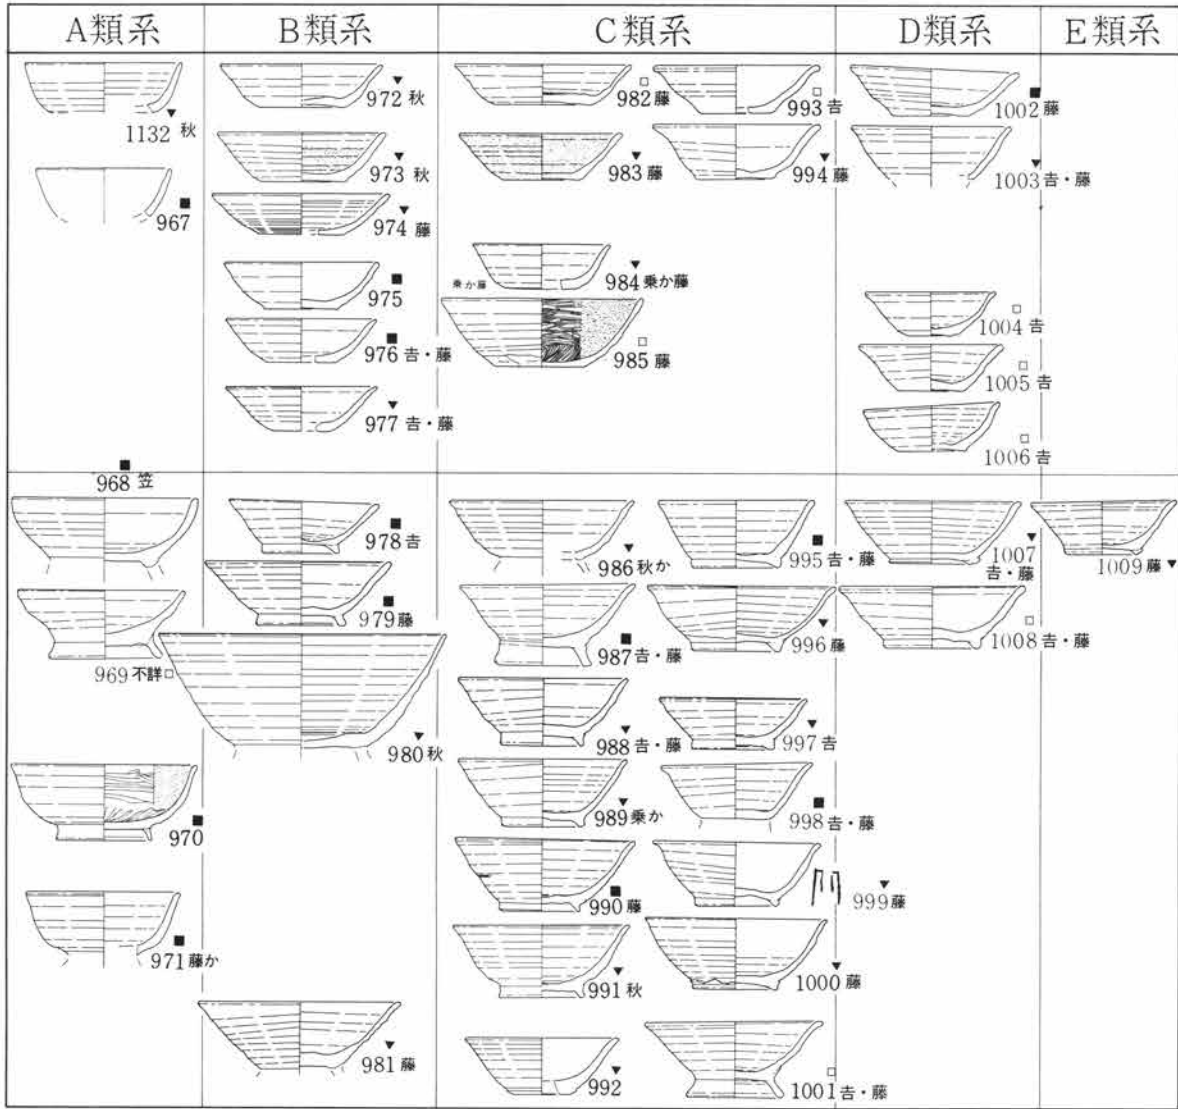 A類系
B類系
C類系
D類系
E類系
▼
1132 秋
■
967
▼
972 秋
▼
973 秋
▼
974 藤
■
975
■
976 吉・藤
▼
977 吉・藤
□
982 藤
▼
983 藤
▼
984 乗か藤
乗か藤
□
985 藤
□
993 吉
▼
994 藤
■
1002 藤
▼
1003 吉・藤
□
1004 吉
□
1005 吉
□
1006 吉
■
968 笠
969 不詳□
■
970
■
971 藤か
■
978 吉
■
979 藤
▼
980 秋
▼
981 藤
▼
986 秋か
■
987 吉・藤
▼
988 吉・藤
▼
989 乗か
■
990 藤
▼
991 秋
▼
992
■
995 吉・藤
▼
996 藤
▼
997 吉
■
998 吉・藤
▼
999 藤
▼
1000 藤
□
1001 吉・藤
▼
1007
吉・藤
□
1008 吉・藤
1009 藤 ▼